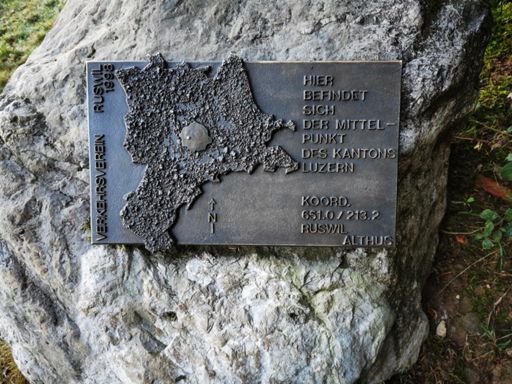 VERKEHRSVEREIN RUSWIL
1998
HIER
BEFINDET
SICH
DER MITTEL-
PUNKT
DES KANTONS
LUZERN
KOORD.
651.0/213.2
RUSWIL
ALTHUS
N